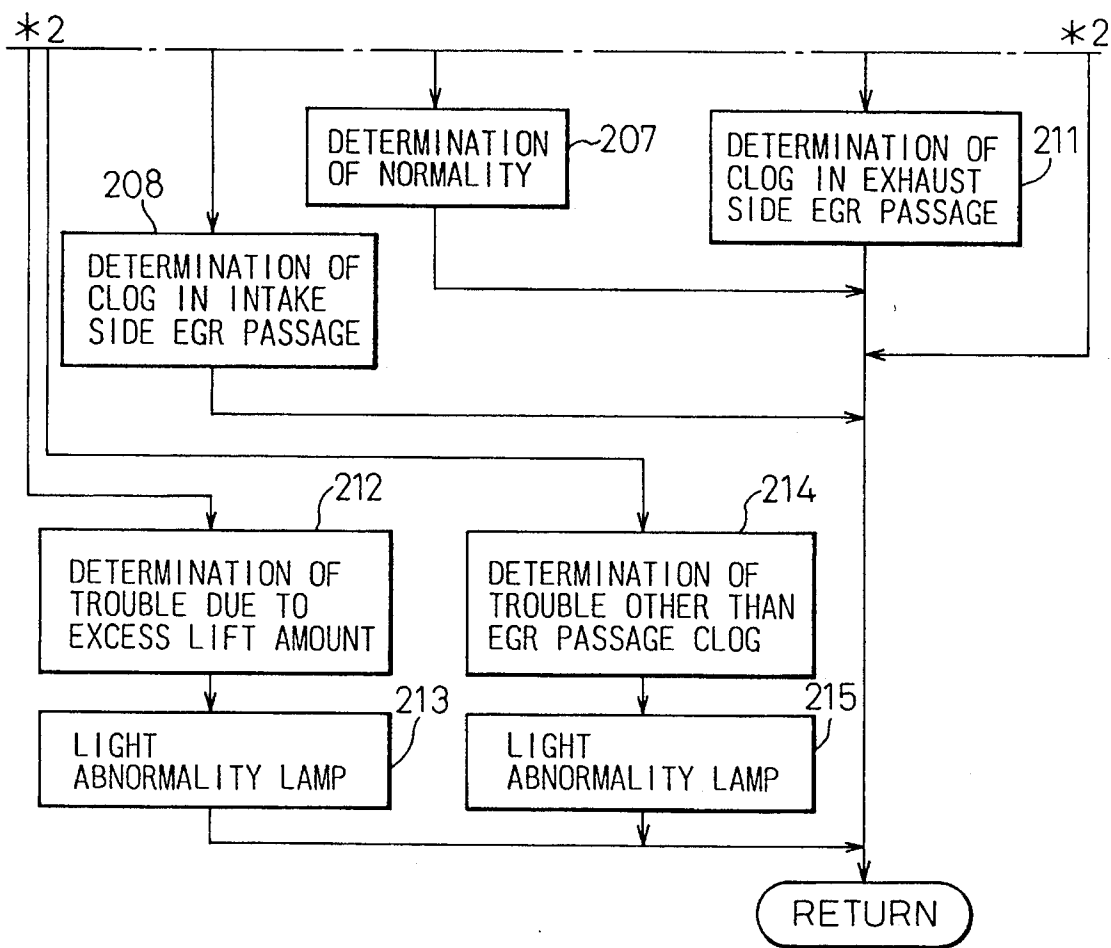 *2
*2
DETERMINATION
OF NORMALITY
207
DETERMINATION OF
CLOG IN EXHAUST
SIDE EGR PASSAGE
211
208
DETERMINATION OF
CLOG IN INTAKE
SIDE EGR PASSAGE
212
DETERMINATION OF
TROUBLE DUE TO
EXCESS LIFT AMOUNT
214
DETERMINATION OF
TROUBLE OTHER THAN
EGR PASSAGE CLOG
213
LIGHT
ABNORMALITY LAMP
215
LIGHT
ABNORMALITY LAMP
RETURN